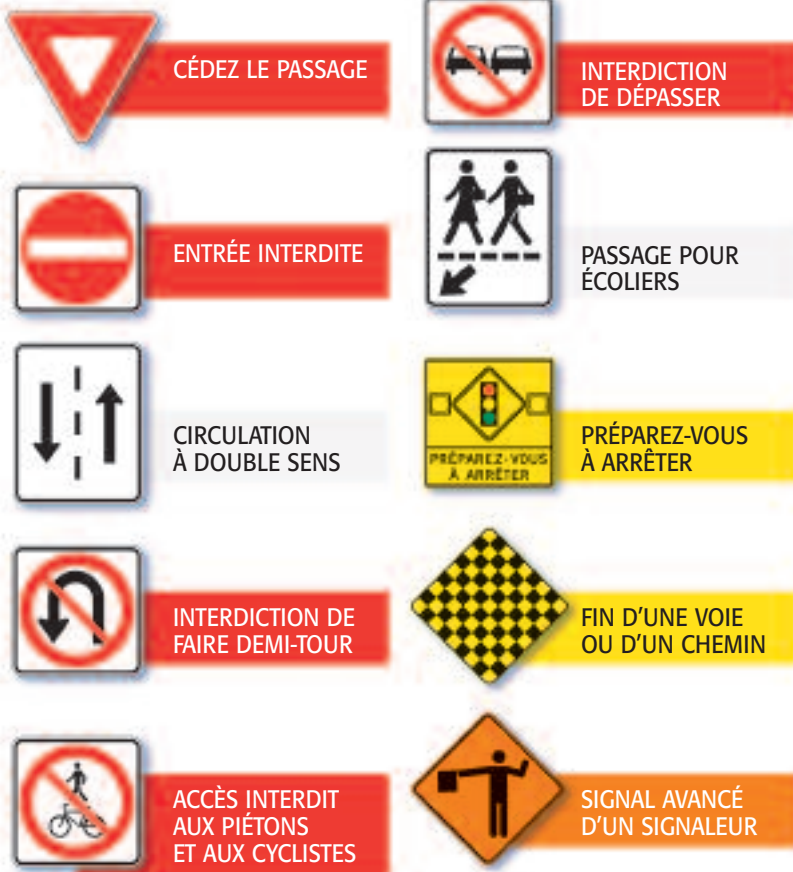 CÉDEZ LE PASSAGE
INTERDICTION
DE DÉPASSER
ENTRÉE INTERDITE
PASSAGE POUR
ÉCOLIERS
CIRCULATION
À DOUBLE SENS
PRÉPAREZ-VOUS
À ARRÊTER
PRÉPAREZ-VOUS
À ARRÊTER
INTERDICTION DE
FAIRE DEMI-TOUR
FIN D'UNE VOIE
OU D'UN CHEMIN
ACCÈS INTERDIT
AUX PIÉTONS
ET AUX CYCLISTES
SIGNAL AVANCÉ
D'UN SIGNALEUR